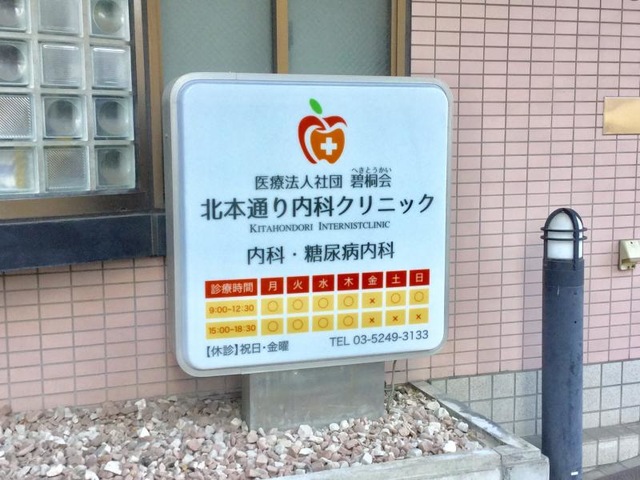 医療法人社団 碧桐会
へきとうかい
北本通り内科クリニック
KITAHONDORI INTERNISTCLINIC
内科・糖尿病内科
診療時間 月 火 水 木 金 土 日
9:00-12:30 ○ ○ ○ ○ × ○ ○
15:00-18:30 ○ ○ ○ ○ × × ×
【休診】祝日・金曜 TEL 03-5249-3133